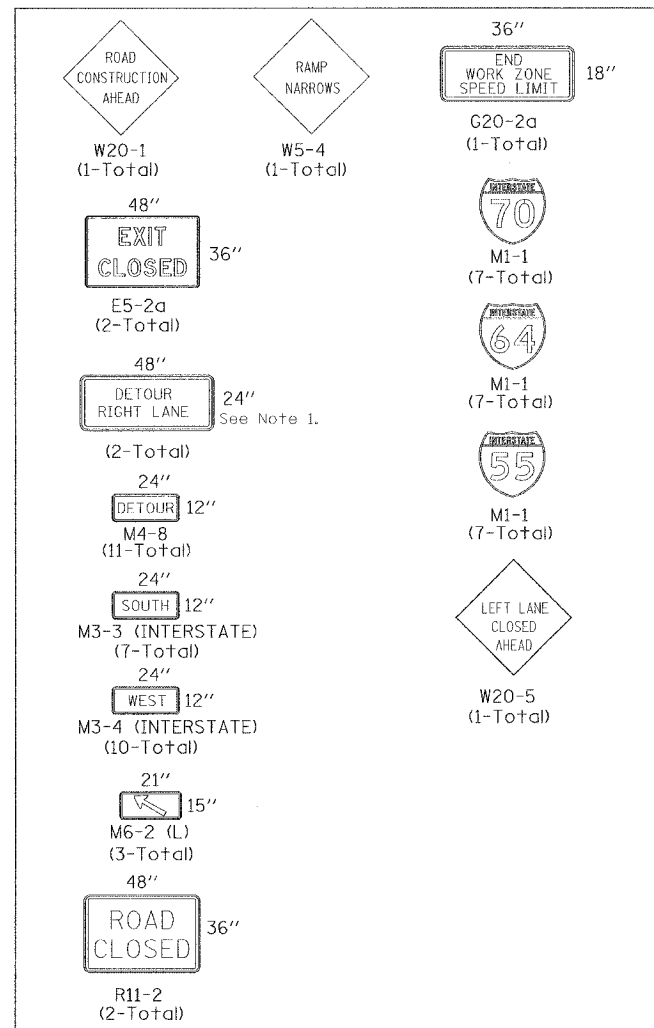 ROAD
CONSTRUCTION
AHEAD
W20-1
(1-Total)
RAMP
NARROWS
W5-4
(1-Total)
36"
END
WORK ZONE
SPEED LIMIT
18"
G20-2a
(1-Total)
48"
EXIT
CLOSED
36"
E5-2a
(2-Total)
INTERSTATE
70
M1-1
(7-Total)
INTERSTATE
64
M1-1
(7-Total)
48"
DETOUR
RIGHT LANE
24"
See Note 1.
(2-Total)
INTERSTATE
55
M1-1
(7-Total)
24"
DETOUR 12"
M4-8
(11-Total)
24"
SOUTH 12"
M3-3 (INTERSTATE)
(7-Total)
24"
WEST 12"
M3-4 (INTERSTATE)
(10-Total)
LEFT LANE
CLOSED
AHEAD
W20-5
(1-Total)
21"
15"
M6-2 (L)
(3-Total)
48"
ROAD
CLOSED
36"
R11-2
(2-Total)